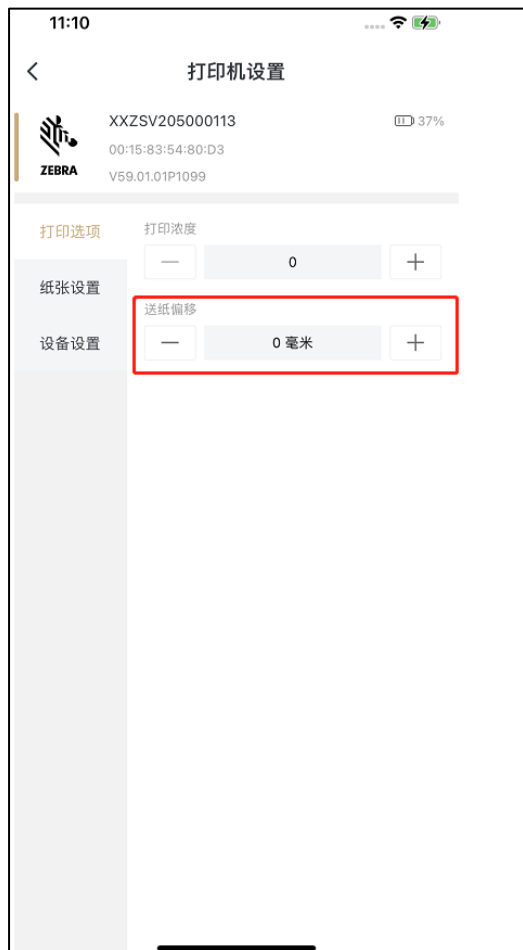 11:10
打印机设置
XXZSV205000113
37%
00:15:83:54:80:D3
ZEBRA
V59.01.01P1099
打印选项
打印浓度
0
纸张设置
送纸偏移
设备设置
0 毫米